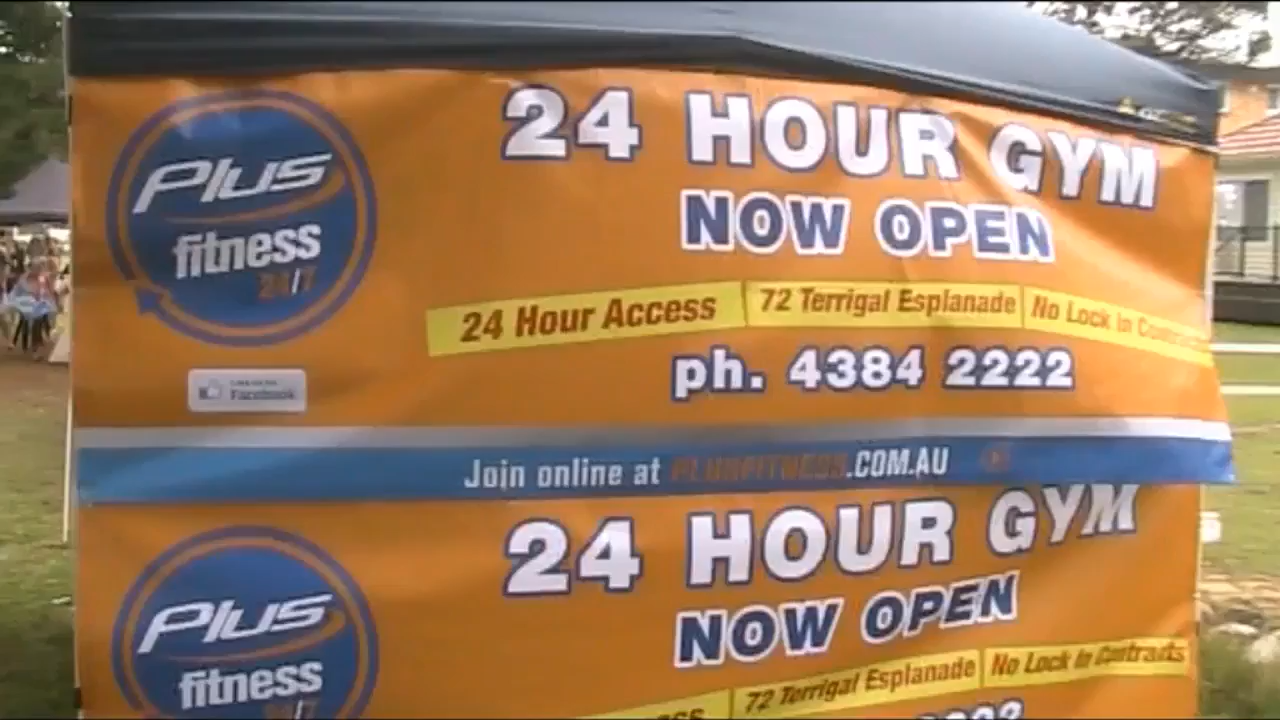 Plus
fitness
24/7
24 HOUR GYM
NOW OPEN
24 Hour Access
72 Terrigal Esplanade
No Lock in Contracts
ph. 4384 2222
Facebook
Join online at PLUSFITNESS.COM.AU
Plus
fitness
24/7
24 HOUR GYM
NOW OPEN
72 Terrigal Esplanade
No Lock in Contracts